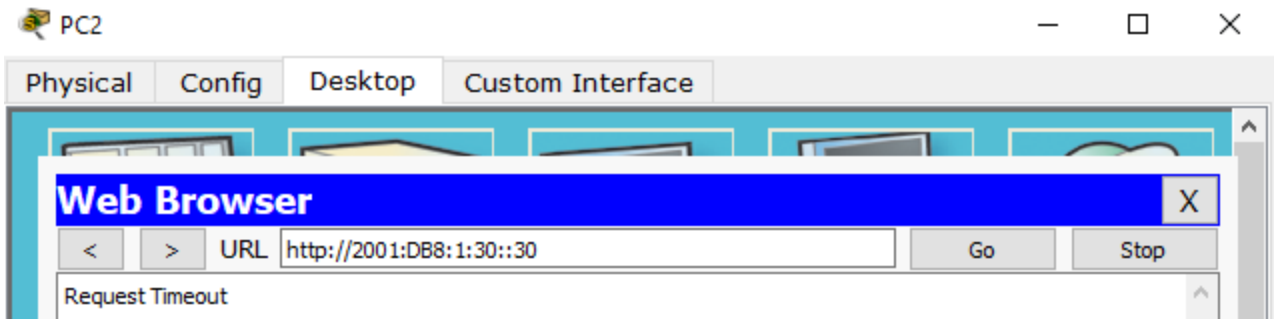 PC2
Physical Config Desktop Custom Interface
Web Browser X
< > URL http://2001:DB8:1:30::30 Go Stop
Request Timeout